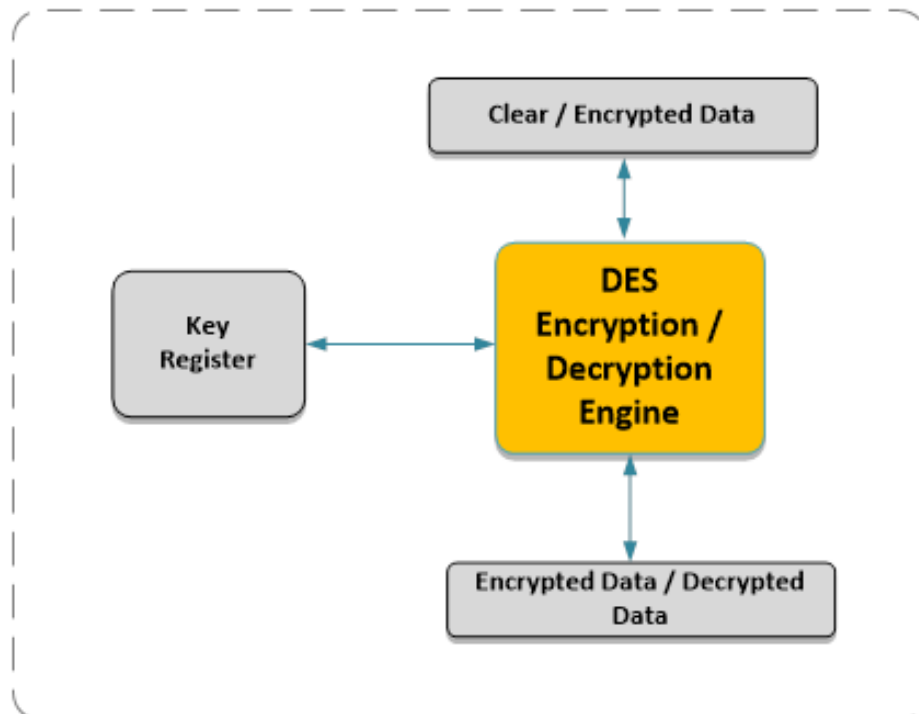 Clear / Encrypted Data
DES
Encryption /
Decryption
Engine
Key
Register
Encrypted Data / Decrypted
Data